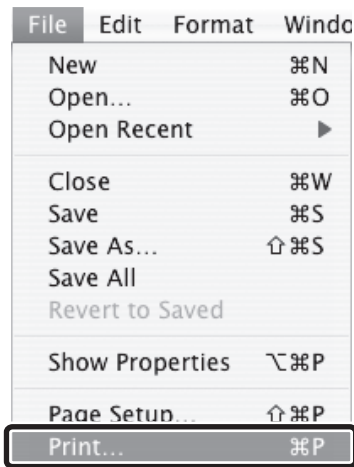 File Edit Format Windo
New ⌘N
Open... ⌘O
Open Recent ▶
Close ⌘W
Save ⌘S
Save As... ⇧⌘S
Save All
Revert to Saved
Show Properties ⌥⌘P
Page Setup... ⇧⌘P
Print... ⌘P